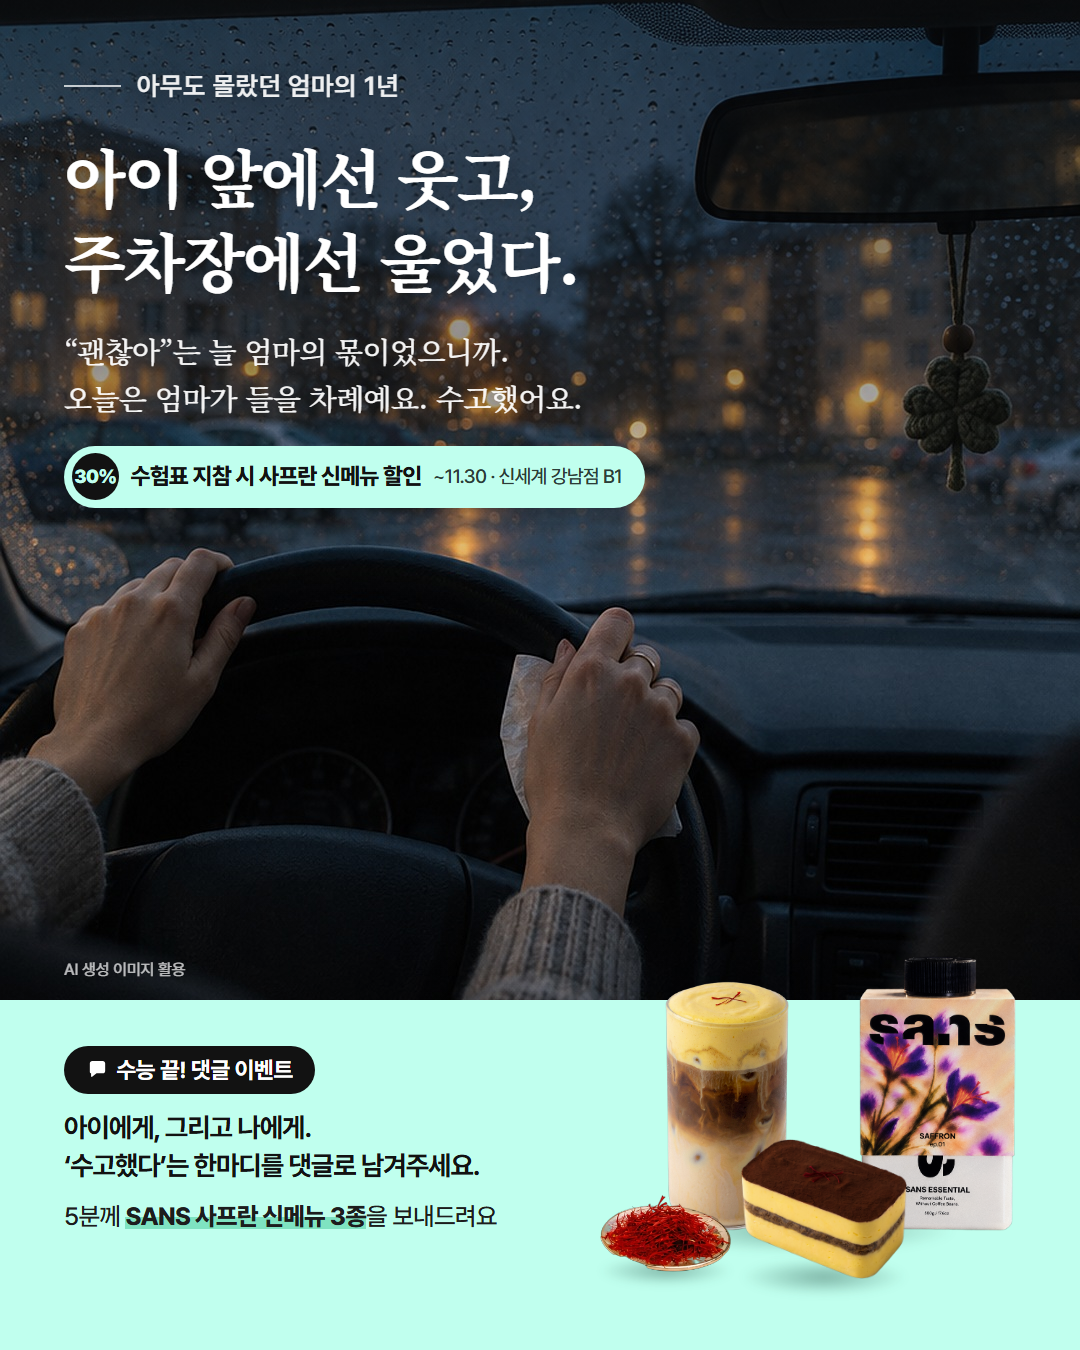 아무도 몰랐던 엄마의 1년
아이 앞에선 웃고,
주차장에선 울었다.
“괜찮아”는 늘 엄마의 몫이었으니까.
오늘은 엄마가 들을 차례예요. 수고했어요.
30% 수험표 지참 시 사프란 신메뉴 할인 ~11.30 · 신세계 강남점 B1
AI 생성 이미지 활용
수능 끝! 댓글 이벤트
아이에게, 그리고 나에게.
‘수고했다’는 한마디를 댓글로 남겨주세요.
5분께 SANS 사프란 신메뉴 3종을 보내드려요
sans
SAFFRON
SANS ESSENTIAL
Remarkable Taste,
Without Coffee Beans.